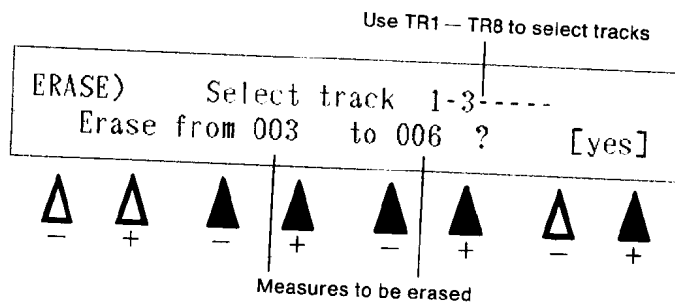 Use TR1 — TR8 to select tracks
ERASE) Select track 1-3-----
Erase from 003 to 006 ? [yes]
- + - + - + - +
Measures to be erased